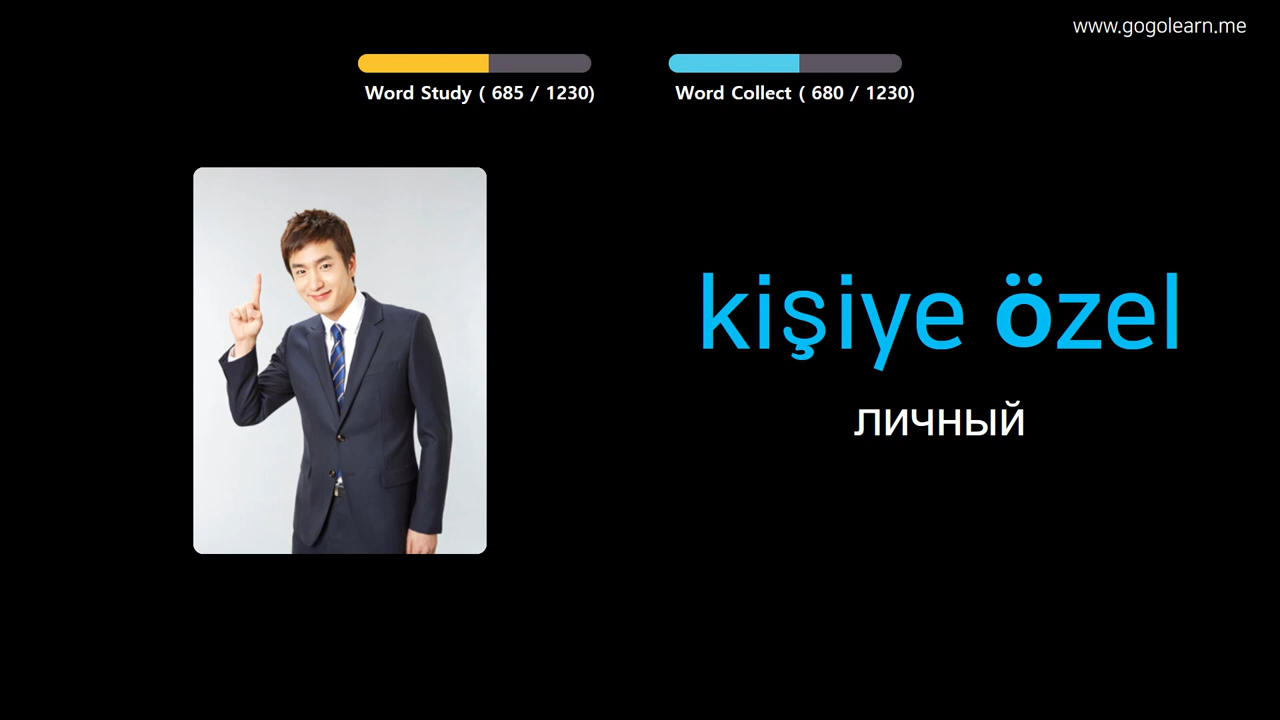 www.gogolearn.me
Word Study ( 685 / 1230)
Word Collect ( 680 / 1230)
kişiye özel
личный